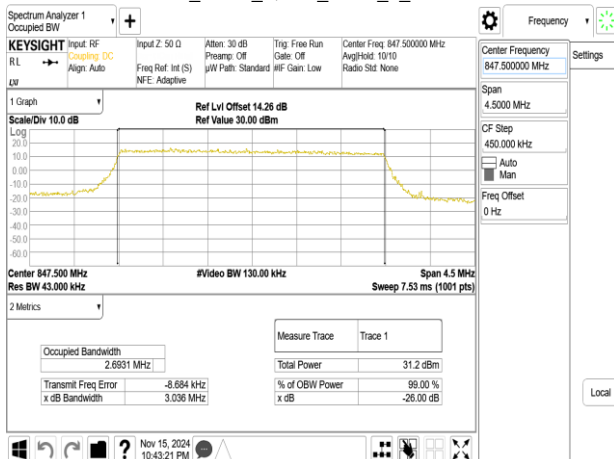 Spectrum Analyzer 1
Occupied BW
+
Frequency
KEYSIGHT
RL
LXI
Input: RF
Coupling: DC
Align: Auto
Input Z: 50 Ω
Freq Ref: Int (S)
NFE: Adaptive
Atten: 30 dB
Preamp: Off
µW Path: Standard
Trig: Free Run
Gate: Off
#IF Gain: Low
Center Freq: 847.500000 MHz
Avg|Hold: 10/10
Radio Std: None
Center Frequency
847.500000 MHz
Settings
Span
4.5000 MHz
CF Step
450.000 kHz
Auto
Man
Freq Offset
0 Hz
Local
1 Graph
Scale/Div 10.0 dB
Ref Lvl Offset 14.26 dB
Ref Value 30.00 dBm
Log
20.0
10.0
0.00
-10.0
-20.0
-30.0
-40.0
-50.0
-60.0
Center 847.500 MHz
#Video BW 130.00 kHz
Span 4.5 MHz
Res BW 43.000 kHz
Sweep 7.53 ms (1001 pts)
2 Metrics
Measure Trace
Trace 1
Occupied Bandwidth
2.6931 MHz
Total Power
31.2 dBm
Transmit Freq Error
-8.684 kHz
% of OBW Power
99.00 %
x dB Bandwidth
3.036 MHz
x dB
-26.00 dB
?
Nov 15, 2024
10:43:21 PM